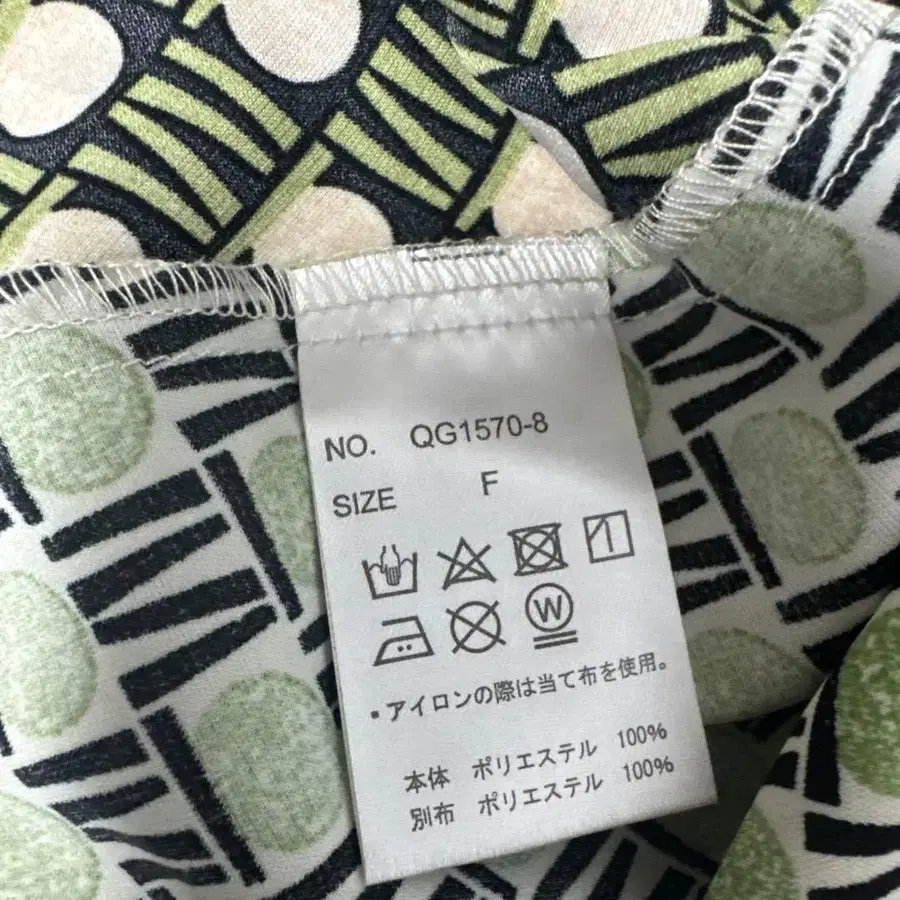 NO. QG1570-8
SIZE F
W
▪アイロンの際は当て布を使用。
本体 ポリエステル 100%
別布 ポリエステル 100%